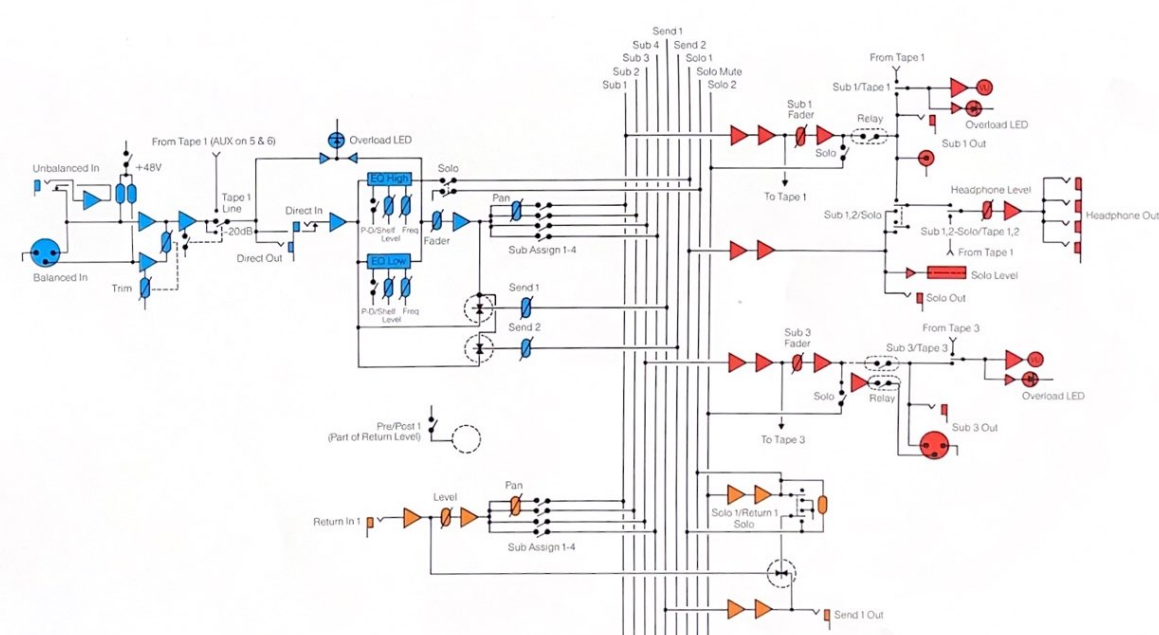 Send 1
Sub 4
Send 2
Sub 3
Solo 1
Sub 2
Solo Mute
Sub 1
Solo 2
From Tape 1
Sub 1/Tape 1
VU
Sub 1
Fader
Relay
Overload LED
Solo
Sub 1 Out
To Tape 1
Overload LED
From Tape 1 (AUX on 5 & 6)
Unbalanced In
+48V
Solo
EQ High
Tape 1
Line
Direct In
Pan
-20dB
P-D/Shelf
Level
Freq
Fader
Direct Out
Sub Assign 1-4
Balanced In
EQ Low
Trim
P-D/Shelf
Level
Freq
Send 1
Send 2
Headphone Level
Sub 1,2/Solo
Headphone Out
Sub 1,2-Solo/Tape 1,2
From Tape 1
Solo Level
Solo Out
Sub 3
Fader
From Tape 3
Sub 3/Tape 3
VU
Solo
Relay
Overload LED
Sub 3 Out
To Tape 3
Pre/Post 1
(Part of Return Level)
Return In 1
Level
Pan
Sub Assign 1-4
Solo 1/Return 1
Solo
Send 1 Out